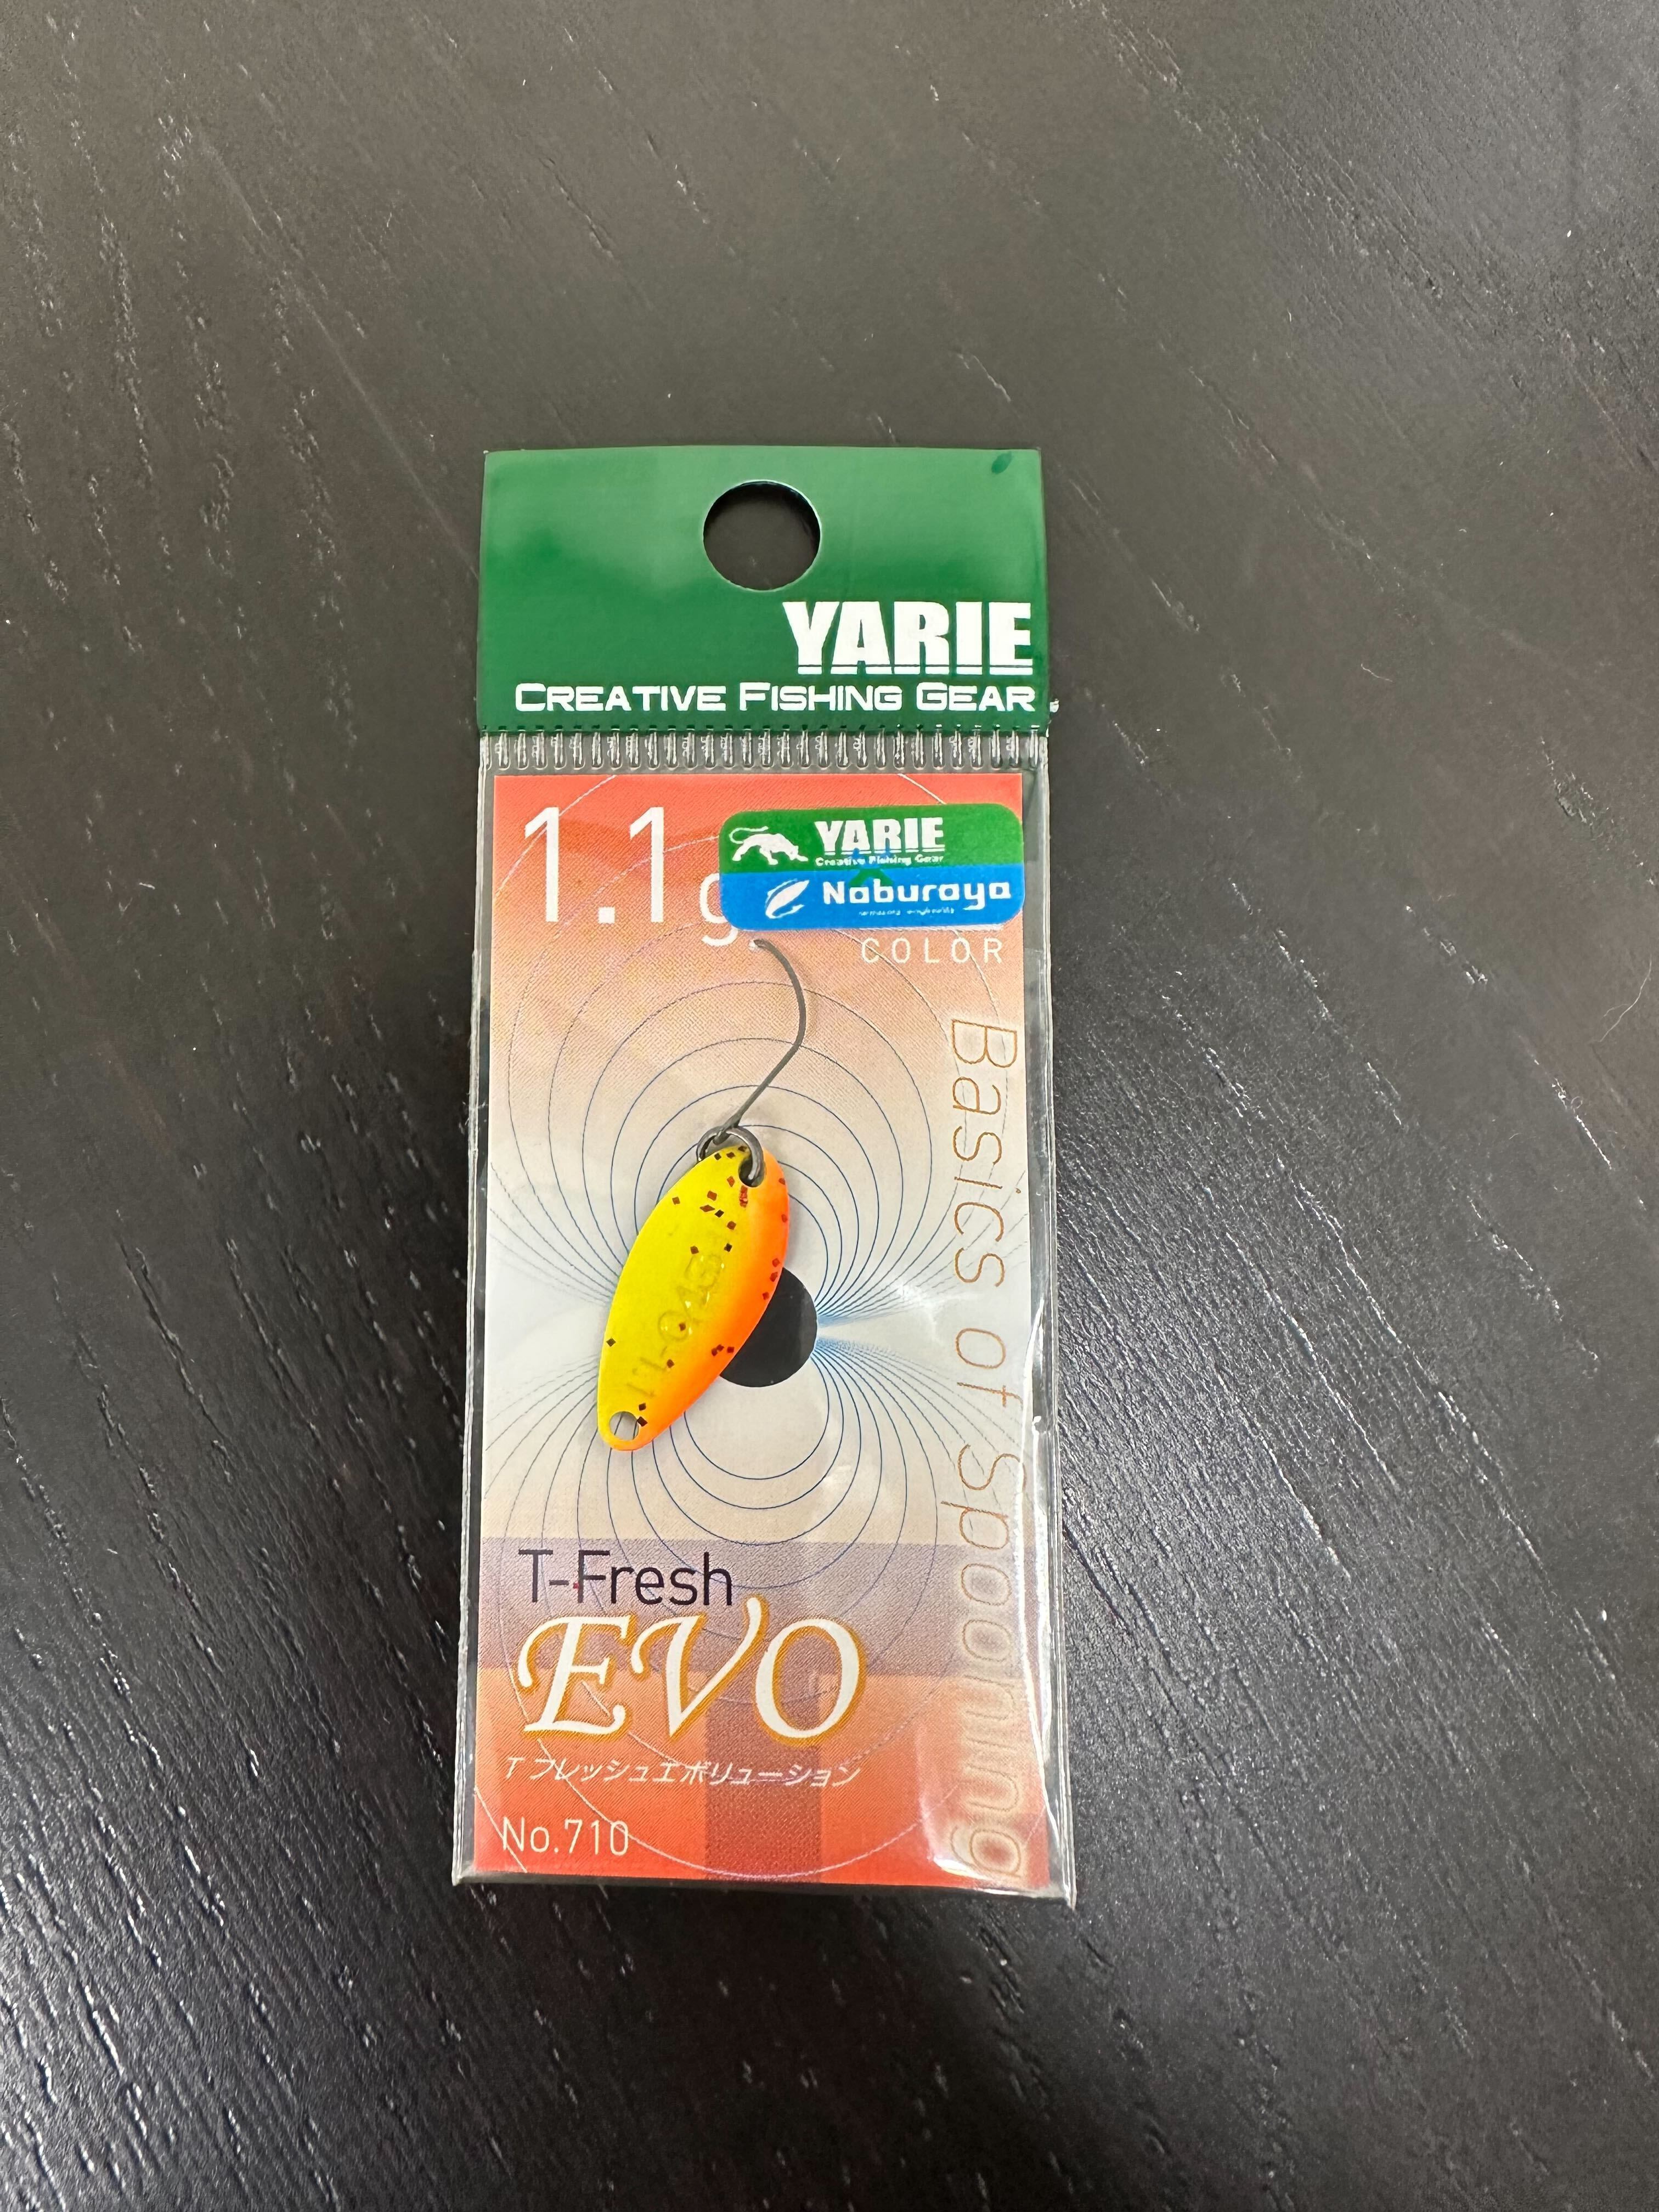 YARIE
CREATIVE FISHING GEAR
1.1g
YARIE
Creative Fishing Gear
Naburaya
COLOR
Basics of Spooning
T-Fresh
EVO
T フレッシュエボリューション
No.710